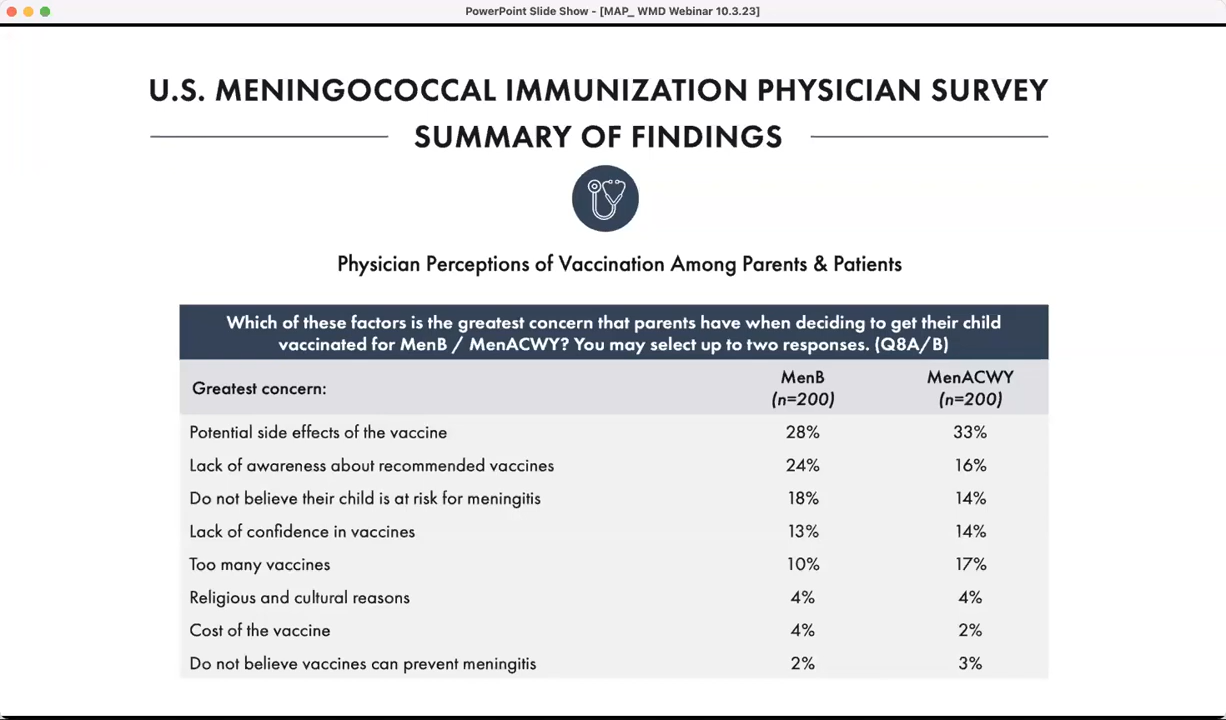 PowerPoint Slide Show - [MAP_ WMD Webinar 10.3.23]
U.S. MENINGOCOCCAL IMMUNIZATION PHYSICIAN SURVEY
SUMMARY OF FINDINGS
Physician Perceptions of Vaccination Among Parents & Patients
Which of these factors is the greatest concern that parents have when deciding to get their child
vaccinated for MenB / MenACWY? You may select up to two responses. (Q8A/B)
Greatest concern: MenB (n=200) MenACWY (n=200)
Potential side effects of the vaccine 28% 33%
Lack of awareness about recommended vaccines 24% 16%
Do not believe their child is at risk for meningitis 18% 14%
Lack of confidence in vaccines 13% 14%
Too many vaccines 10% 17%
Religious and cultural reasons 4% 4%
Cost of the vaccine 4% 2%
Do not believe vaccines can prevent meningitis 2% 3%